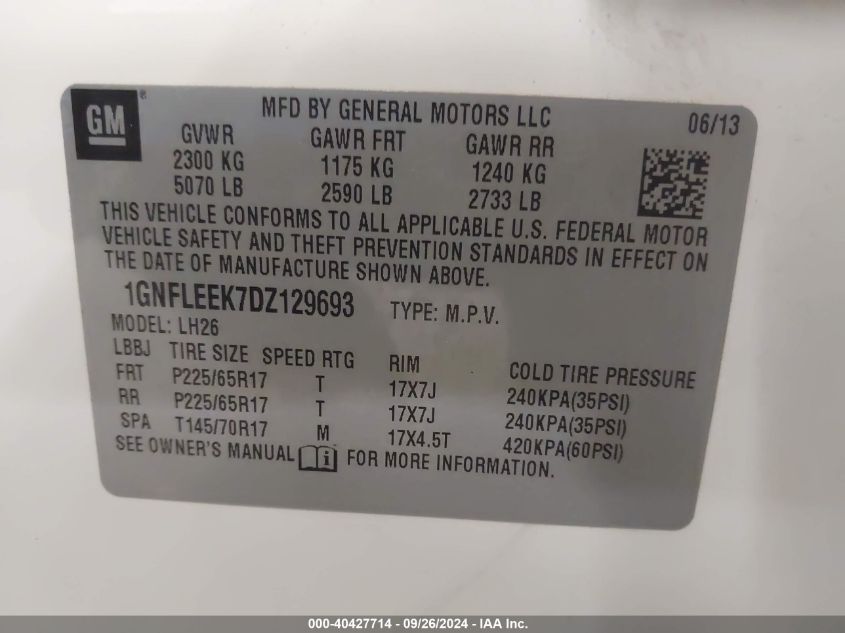 GM® MFD BY GENERAL MOTORS LLC 06/13
GVWR GAWR FRT GAWR RR
2300 KG 1175 KG 1240 KG
5070 LB 2590 LB 2733 LB
THIS VEHICLE CONFORMS TO ALL APPLICABLE U.S. FEDERAL MOTOR
VEHICLE SAFETY AND THEFT PREVENTION STANDARDS IN EFFECT ON
THE DATE OF MANUFACTURE SHOWN ABOVE.
1GNFLEEK7DZ129693 TYPE: M.P.V.
MODEL: LH26
LBBJ TIRE SIZE SPEED RTG RIM COLD TIRE PRESSURE
FRT P225/65R17 T 17X7J 240KPA(35PSI)
RR P225/65R17 T 17X7J 240KPA(35PSI)
SPA T145/70R17 M 17X4.5T 420KPA(60PSI)
SEE OWNER'S MANUAL i FOR MORE INFORMATION.
000-40427714 - 09/26/2024 - IAA Inc.